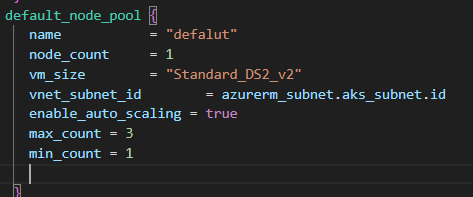 default_node_pool {
name = "defalut"
node_count = 1
vm_size = "Standard_DS2_v2"
vnet_subnet_id = azurerm_subnet.aks_subnet.id
enable_auto_scaling = true
max_count = 3
min_count = 1
}